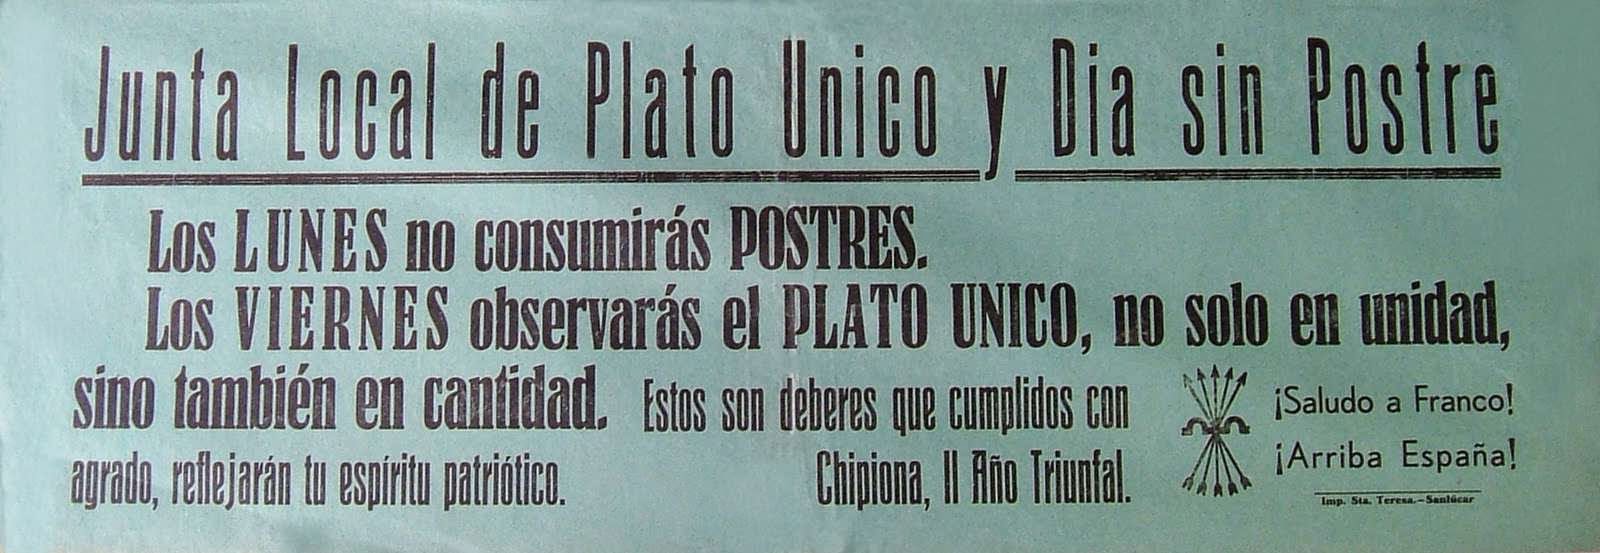 Junta Local de Plato Unico y Dia sin Postre
Los LUNES no consumirás POSTRES.
Los VIERNES observarás el PLATO UNICO, no solo en unidad,
sino también en cantidad. Estos son deberes que cumplidos con
agrado, reflejarán tu espíritu patriótico. Chipiona, II Año Triunfal.
¡Saludo a Franco!
¡Arriba España!
Imp. Sta. Teresa.—Sanlúcar